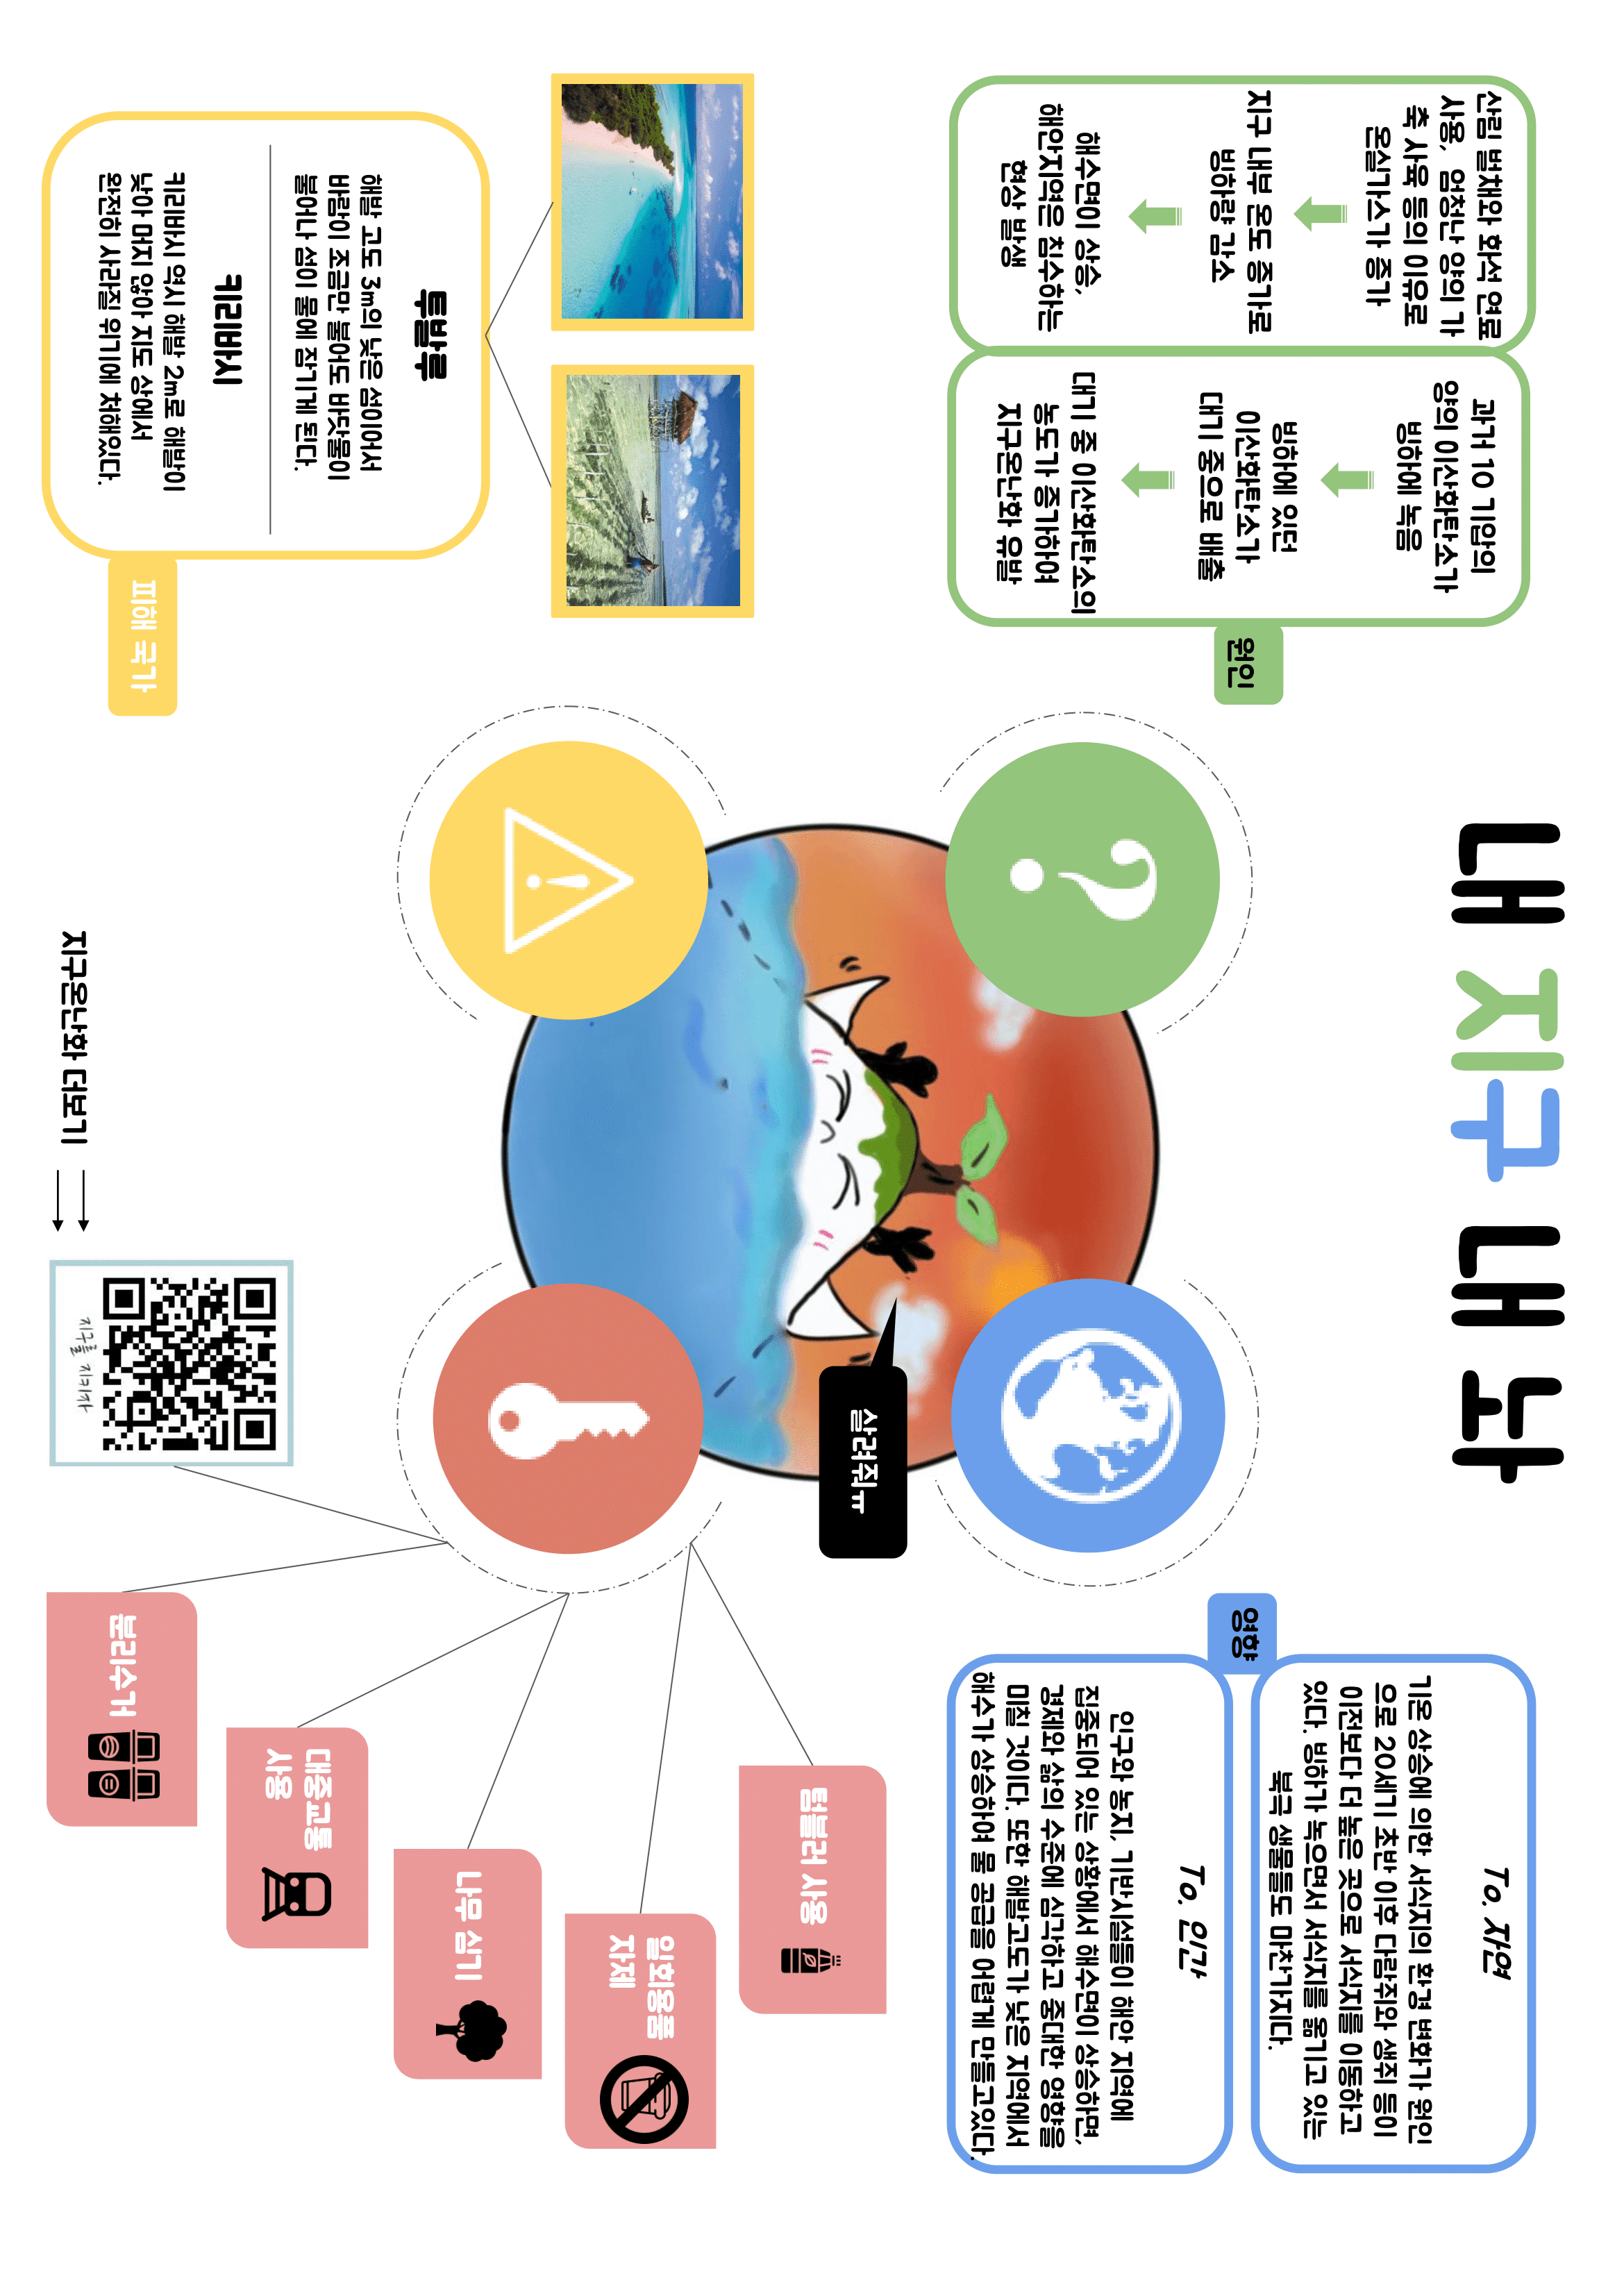 내 지구 내 놔
원인
산림 벌채와 화석 연료
사용, 엄청난 양의 가
축 사육 등의 이유로
온실가스가 증가
지구 내부 온도 증가로
빙하량 감소
해수면이 상승,
해안지역은 침수하는
현상 발생
과거 10 기압의
양의 이산화탄소가
빙하에 녹음
빙하에 있던
이산화탄소가
대기 중으로 배출
대기 중 이산화탄소의
농도가 증가하여
지구온난화 유발
영향
To. 자연
기온 상승에 의한 서식지의 환경 변화가 원인
으로 20세기 초반 이후 다람쥐와 생쥐 등이
이전보다 더 높은 곳으로 서식지를 이동하고
있다. 빙하가 녹으면서 서식지를 옮기고 있는
북극 생물들도 마찬가지다.
To. 인간
인구와 농지, 기반시설들이 해안 지역에
집중되어 있는 상황에서 해수면이 상승하면,
경제와 삶의 수준에 심각하고 중대한 영향을
미칠 것이다. 또한 해발고도가 낮은 지역에서
해수가 상승하여 물 공급을 어렵게 만들고있다.
살려줘ㅠ
피해 국가
투발루
해발 고도 3m의 낮은 섬이어서
바람이 조금만 불어도 바닷물이
불어나 섬이 물에 잠기게 된다.
키리바시
키리바시 역시 해발 2m로 해발이
낮아 머지 않아 지도 상에서
완전히 사라질 위기에 처해있다.
텀블러 사용
일회용품
자제
나무 심기
대중교통
사용
분리수거
지구온난화 더보기
지구를 지키자